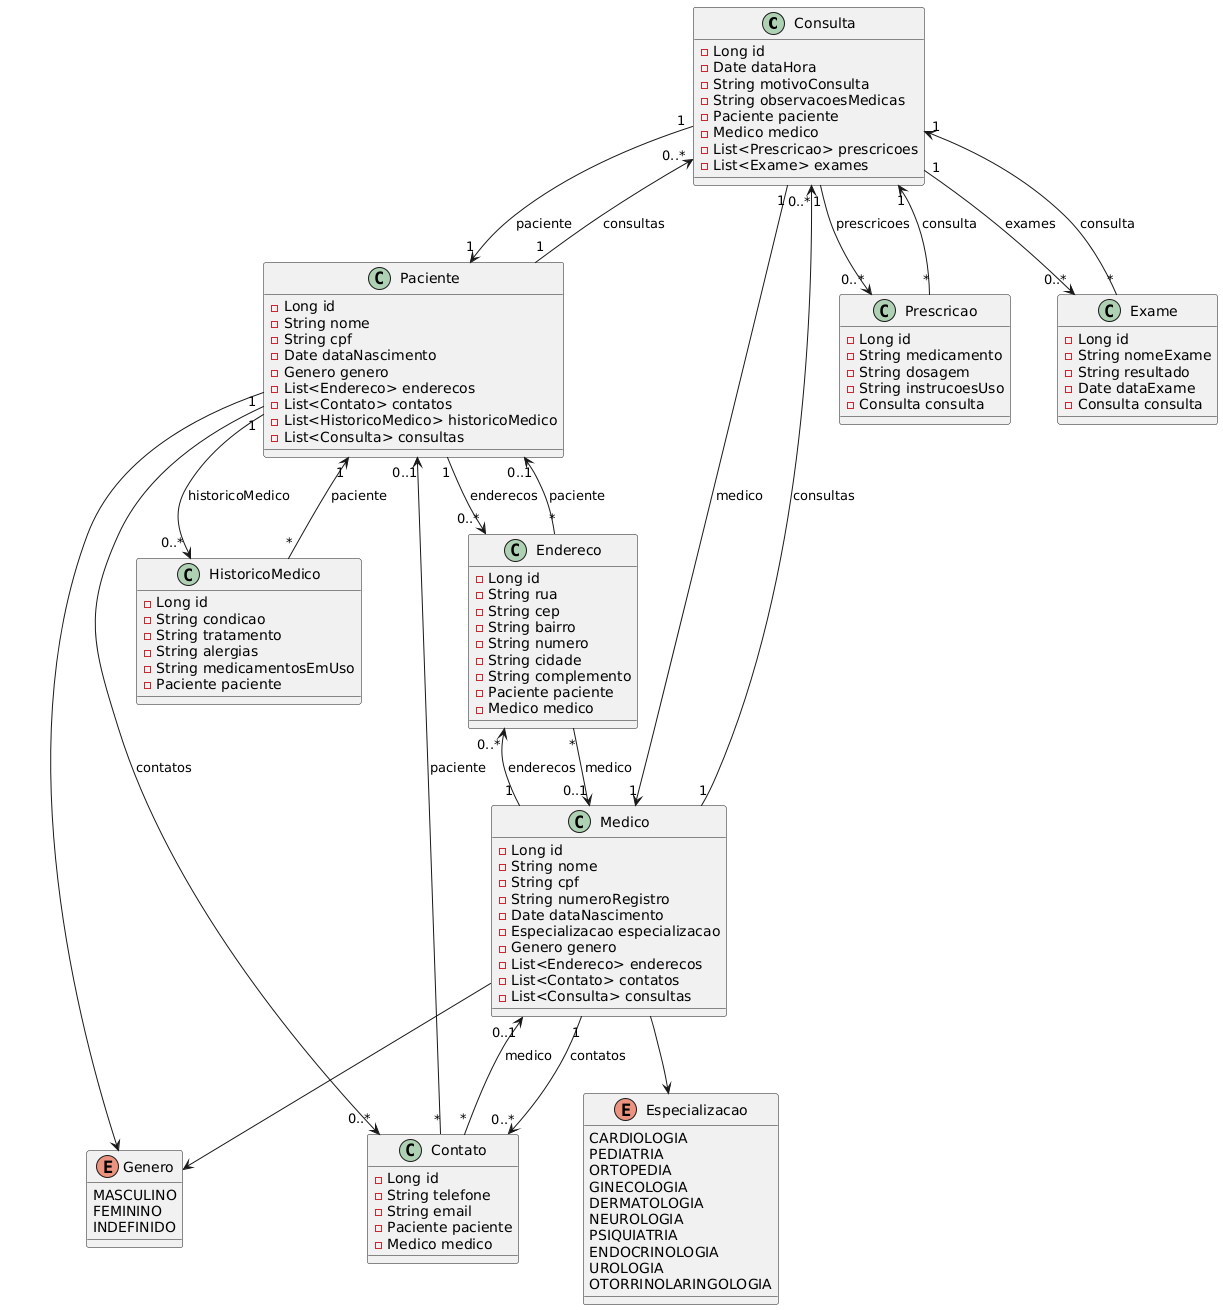 C Consulta
Long id
Date dataHora
String motivoConsulta
String observacoesMedicas
Paciente paciente
Medico medico
List<Prescricao> prescricoes
List<Exame> exames
1
0..*
1
1
1
0..*
1
1
paciente
consultas
prescricoes
consulta
exames
consulta
1
1
0..*
*
0..*
*
C Paciente
Long id
String nome
String cpf
Date dataNascimento
Genero genero
List<Endereco> enderecos
List<Contato> contatos
List<HistoricoMedico> historicoMedico
List<Consulta> consultas
C Prescricao
Long id
String medicamento
String dosagem
String instrucoesUso
Consulta consulta
C Exame
Long id
String nomeExame
String resultado
Date dataExame
Consulta consulta
1
1
1
0..1
1
0..1
historicoMedico
paciente
enderecos
paciente
medico
consultas
0..*
*
0..*
*
C HistoricoMedico
Long id
String condicao
String tratamento
String alergias
String medicamentosEmUso
Paciente paciente
C Endereco
Long id
String rua
String cep
String bairro
String numero
String cidade
String complemento
Paciente paciente
Medico medico
0..*
*
contatos
paciente
enderecos
medico
1
0..1
1
1
C Medico
Long id
String nome
String cpf
String numeroRegistro
Date dataNascimento
Especializacao especializacao
Genero genero
List<Endereco> enderecos
List<Contato> contatos
List<Consulta> consultas
0..1
1
medico
contatos
0..*
*
*
0..*
E Genero
MASCULINO
FEMININO
INDEFINIDO
C Contato
Long id
String telefone
String email
Paciente paciente
Medico medico
E Especializacao
CARDIOLOGIA
PEDIATRIA
ORTOPEDIA
GINECOLOGIA
DERMATOLOGIA
NEUROLOGIA
PSIQUIATRIA
ENDOCRINOLOGIA
UROLOGIA
OTORRINOLARINGOLOGIA